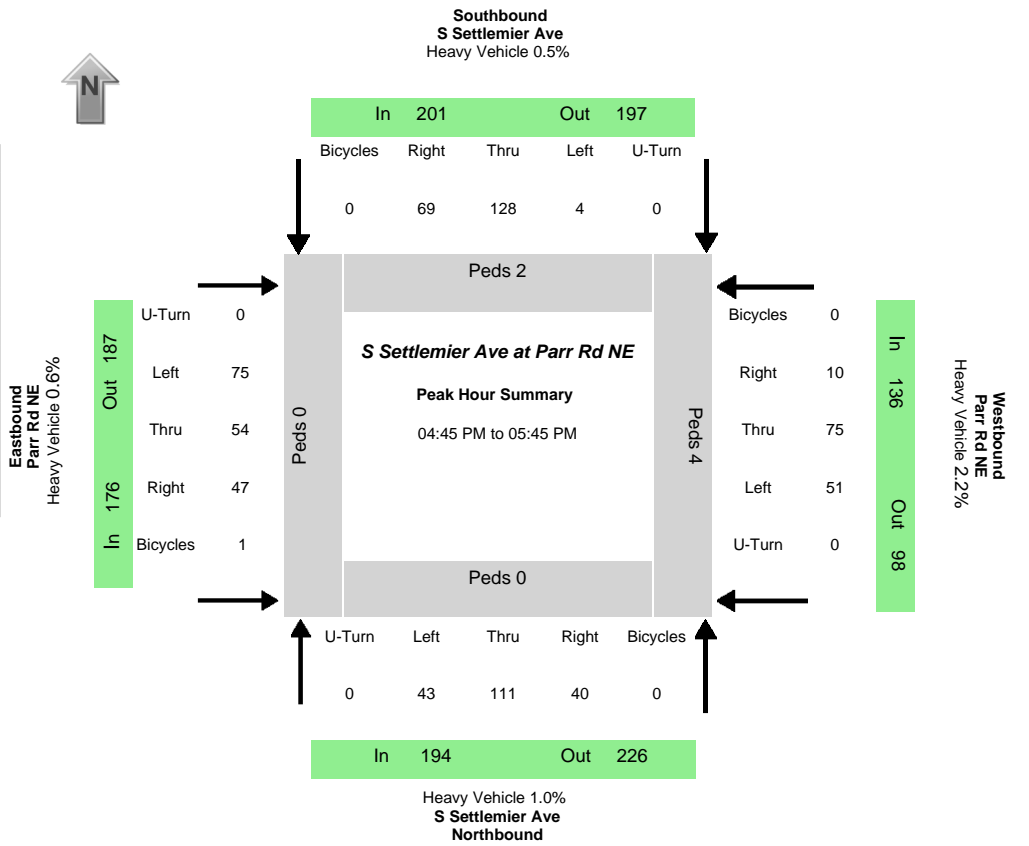 Southbound
S Settlemier Ave
Heavy Vehicle 0.5%
N
In 201 Out 197
Bicycles Right Thru Left U-Turn
0 69 128 4 0
Peds 2
Eastbound
Parr Rd NE
Heavy Vehicle 0.6%
Out 187
In 176
U-Turn 0
Left 75
Thru 54
Right 47
Bicycles 1
Peds 0
S Settlemier Ave at Parr Rd NE
Peak Hour Summary
04:45 PM to 05:45 PM
Peds 4
Bicycles 0
Right 10
Thru 75
Left 51
U-Turn 0
In 136
Out 98
Westbound
Parr Rd NE
Heavy Vehicle 2.2%
Peds 0
U-Turn Left Thru Right Bicycles
0 43 111 40 0
In 194 Out 226
Heavy Vehicle 1.0%
S Settlemier Ave
Northbound